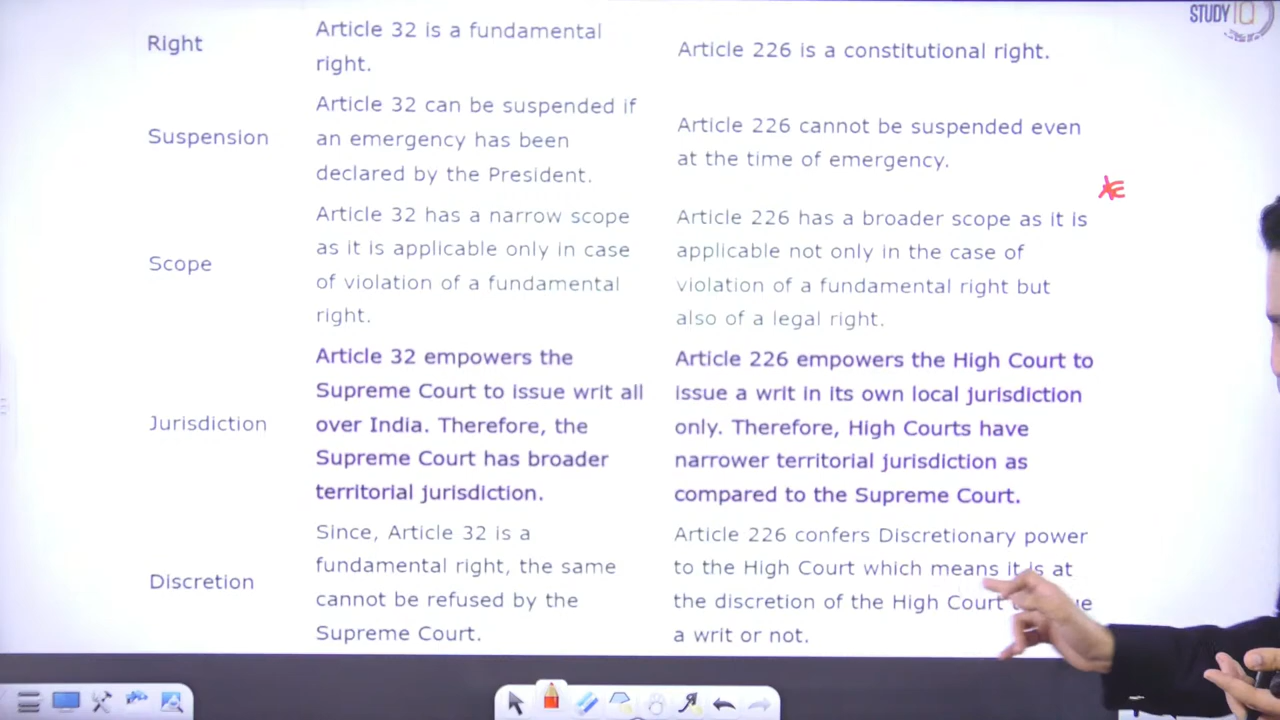 STUDY IQ
Right
Article 32 is a fundamental
right.
Article 226 is a constitutional right.
Suspension
Article 32 can be suspended if
an emergency has been
declared by the President.
Article 226 cannot be suspended even
at the time of emergency.
Scope
Article 32 has a narrow scope
as it is applicable only in case
of violation of a fundamental
right.
Article 226 has a broader scope as it is
applicable not only in the case of
violation of a fundamental right but
also of a legal right.
Jurisdiction
Article 32 empowers the
Supreme Court to issue writ all
over India. Therefore, the
Supreme Court has broader
territorial jurisdiction.
Article 226 empowers the High Court to
issue a writ in its own local jurisdiction
only. Therefore, High Courts have
narrower territorial jurisdiction as
compared to the Supreme Court.
Discretion
Since, Article 32 is a
fundamental right, the same
cannot be refused by the
Supreme Court.
Article 226 confers Discretionary power
to the High Court which means it is at
the discretion of the High Court
a writ or not.